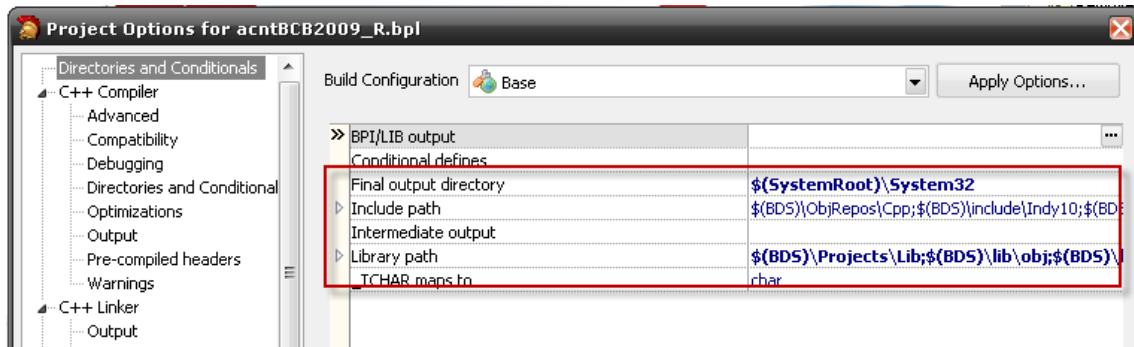 Project Options for acntBCB2009_R.bpl
Directories and Conditionals
C++ Compiler
Advanced
Compatibility
Debugging
Directories and Conditional
Optimizations
Output
Pre-compiled headers
Warnings
C++ Linker
Output
Build Configuration Base Apply Options...
BPI/LIB output ...
Conditional defines
Final output directory $(SystemRoot)\System32
Include path $(BDS)\ObjRepos\Cpp;$(BDS)\include\Indy10;$(BD
Intermediate output
Library path $(BDS)\Projects\Lib;$(BDS)\lib\obj;$(BDS)\
_TCHAR maps to char